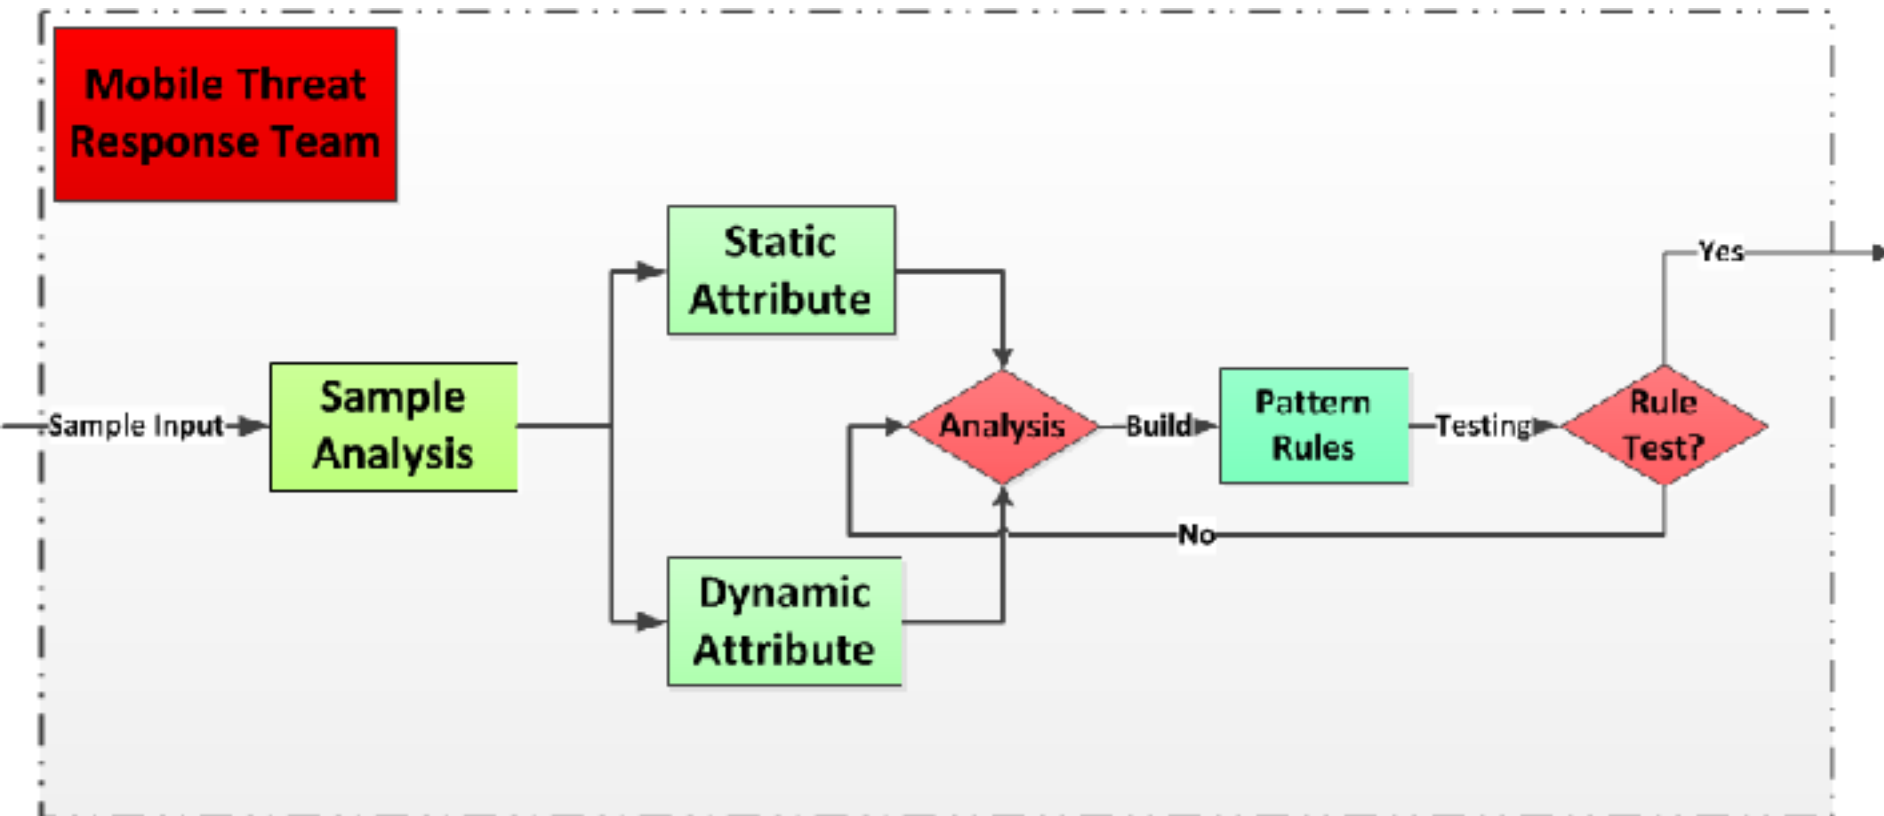 Mobile Threat
Response Team
Static
Attribute
Yes
Sample Input
Sample
Analysis
Analysis
Build
Pattern
Rules
Testing
Rule
Test?
No
Dynamic
Attribute